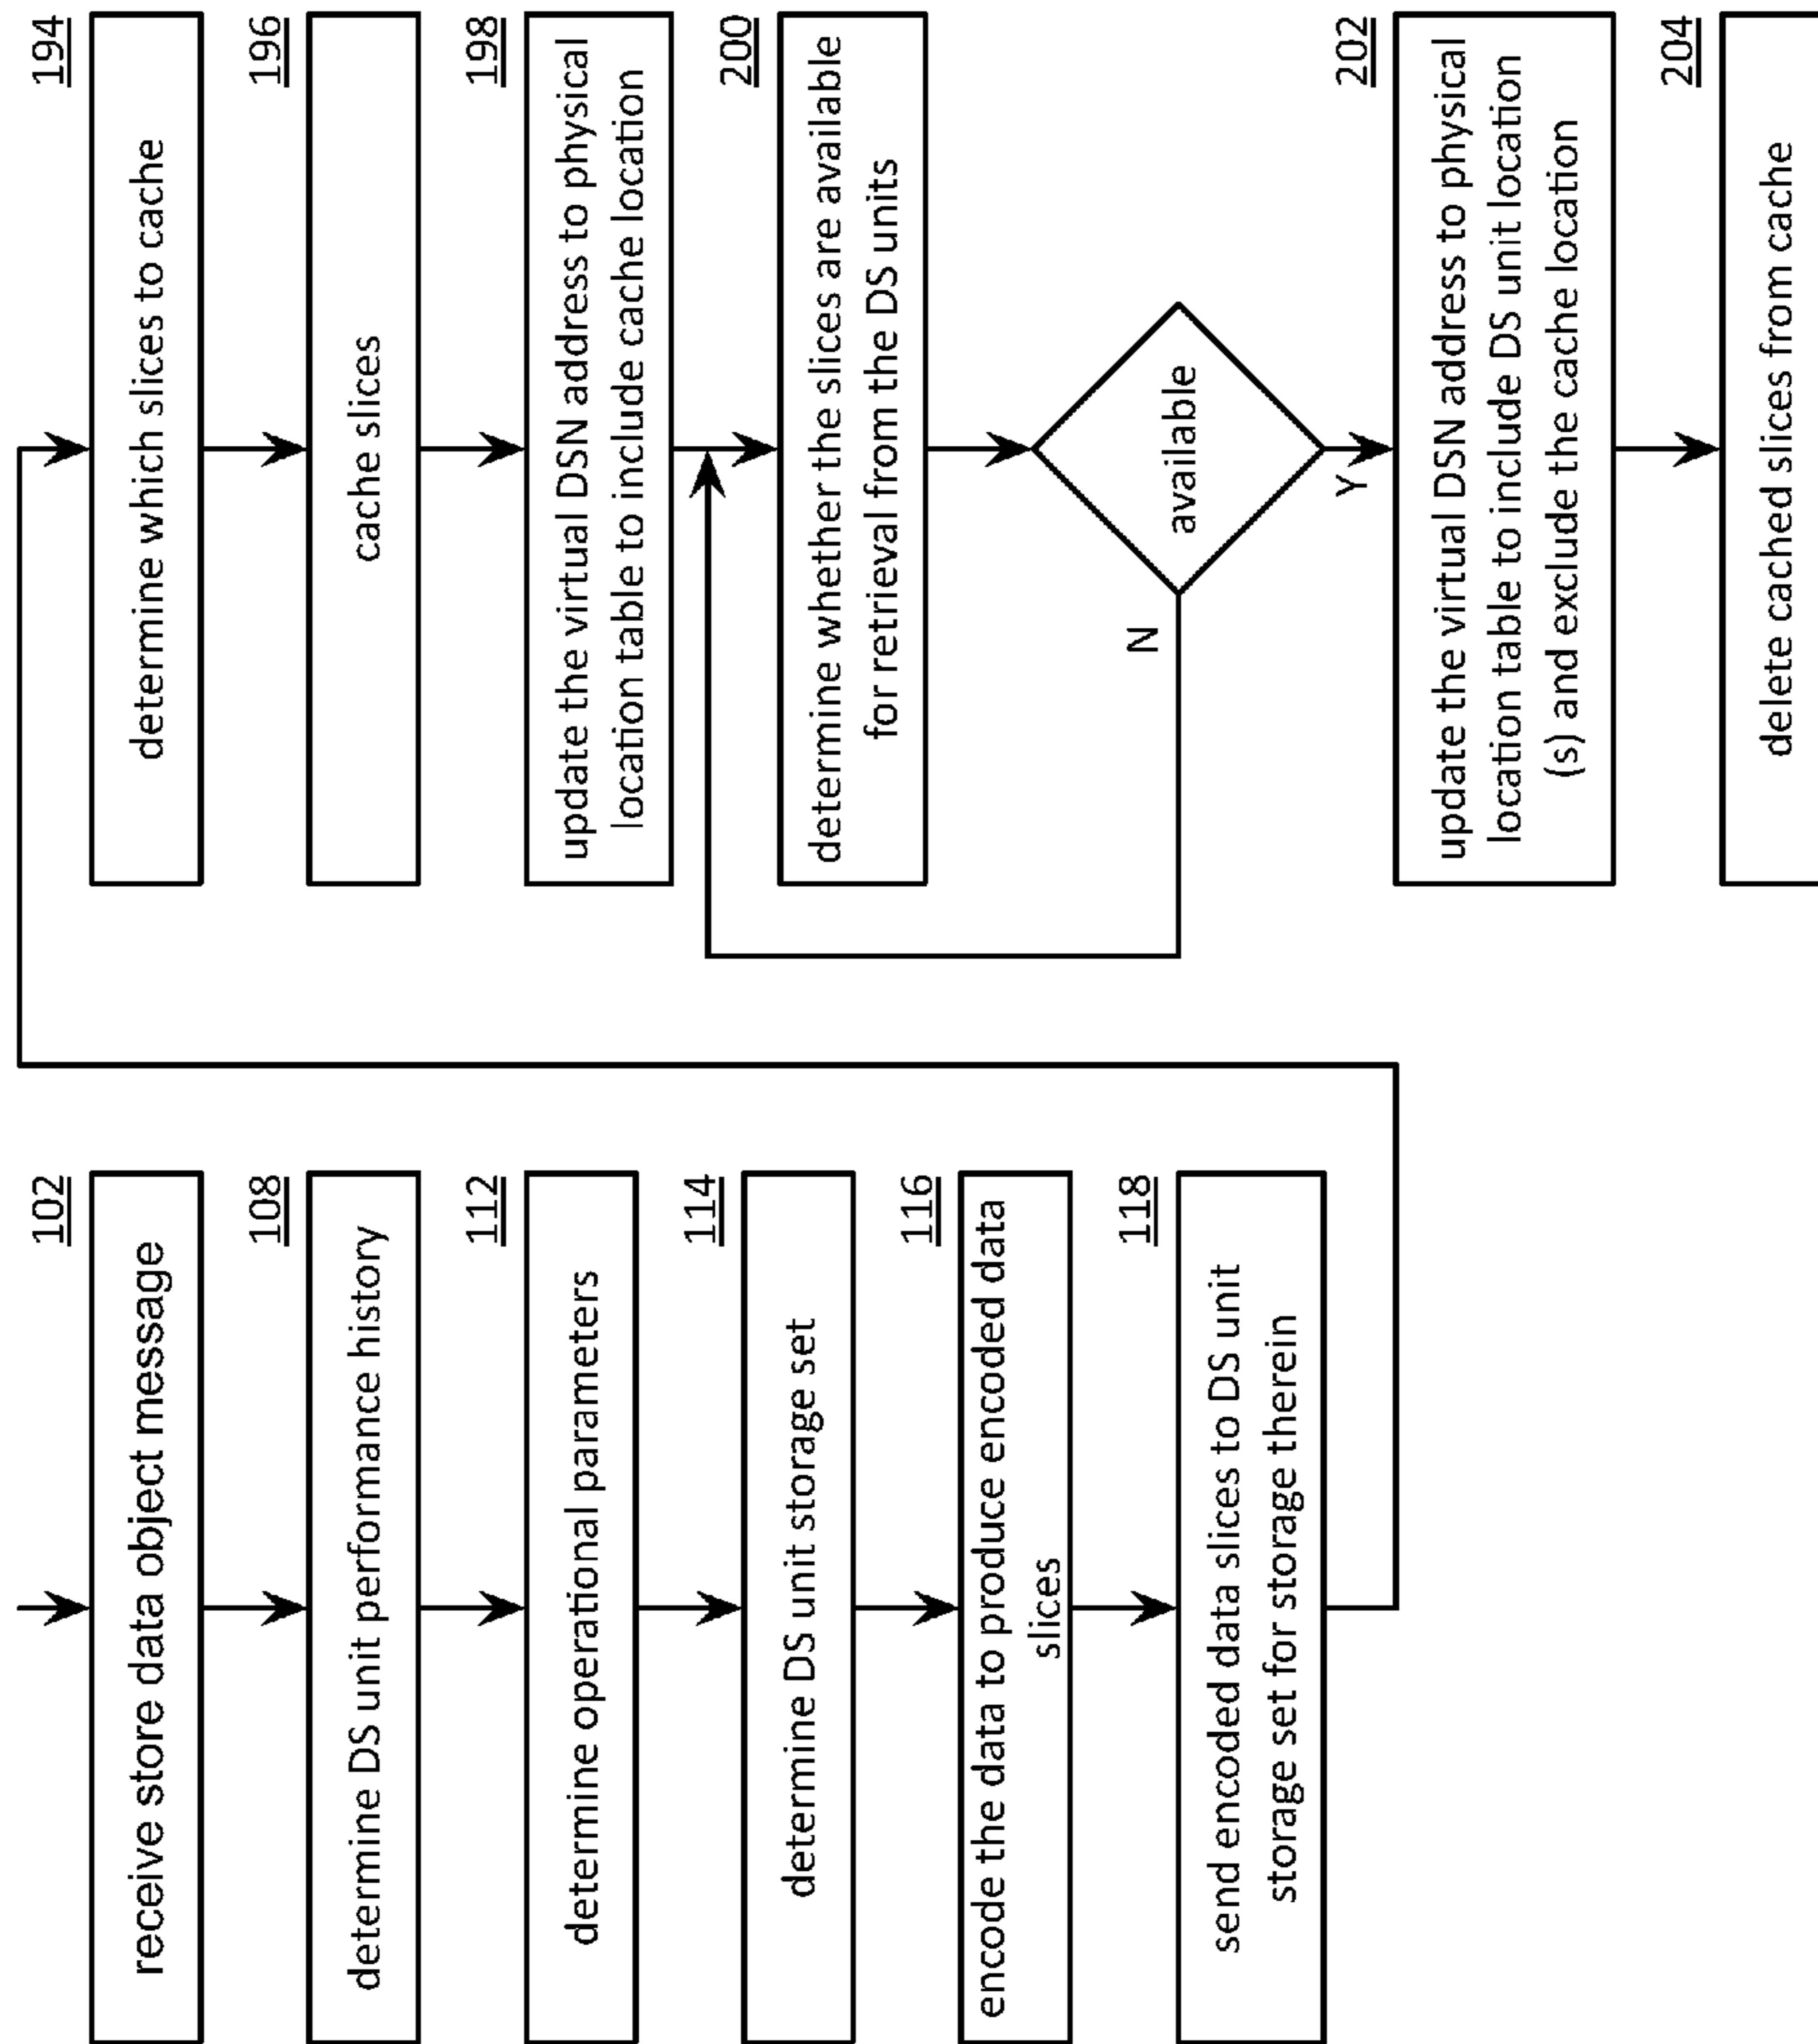 102
receive store data object message
108
determine DS unit performance history
112
determine operational parameters
114
determine DS unit storage set
116
encode the data to produce encoded data
slices
118
send encoded data slices to DS unit
storage set for storage therein
194
determine which slices to cache
196
cache slices
198
update the virtual DSN address to physical
location table to include cache location
200
determine whether the slices are available
for retrieval from the DS units
available
N
Y
202
update the virtual DSN address to physical
location table to include DS unit location
(s) and exclude the cache location
204
delete cached slices from cache